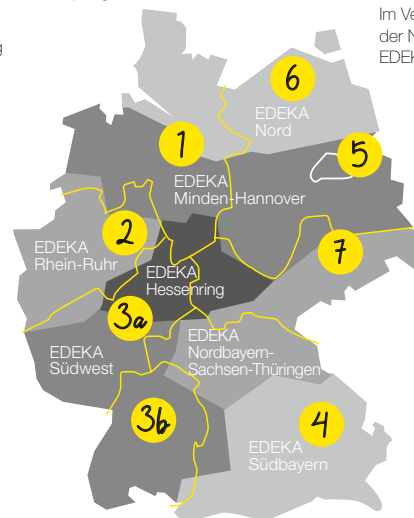 Im Ve
der N
EDEK
g
6
EDEKA
Nord
1
5
EDEKA
Minden-Hannover
2
EDEKA
Rhein-Ruhr
7
EDEKA
Hessenring
3a
EDEKA
Südwest
EDEKA
Nordbayern-
Sachsen-Thüringen
3b
4
EDEKA
Südbayern